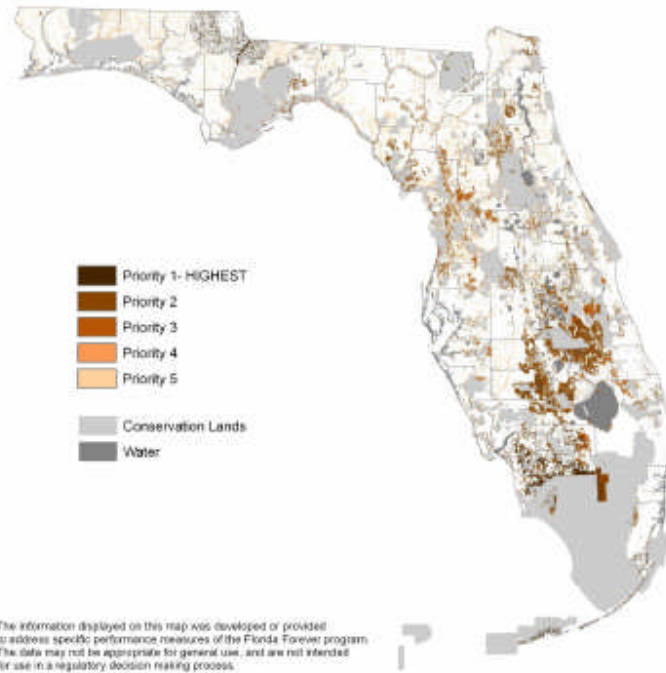 Priority 1- HIGHEST
Priority 2
Priority 3
Priority 4
Priority 5
Conservation Lands
Water
The information displayed on this map was developed or provided
to address specific performance measures of the Florida Forever program.
The data may not be appropriate for general use, and are not intended
for use in a regulatory decision making process.